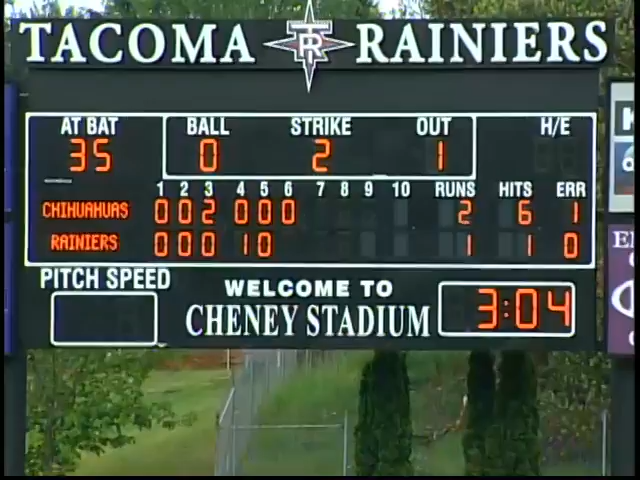 TACOMA RAINIERS
AT BAT BALL STRIKE OUT H/E
35 0 2 1
1 2 3 4 5 6 7 8 9 10 RUNS HITS ERR
CHIHUAHUAS 0 0 2 0 0 0 2 6 1
RAINIERS 0 0 0 1 0 1 1 0
PITCH SPEED
WELCOME TO
CHENEY STADIUM
3:04